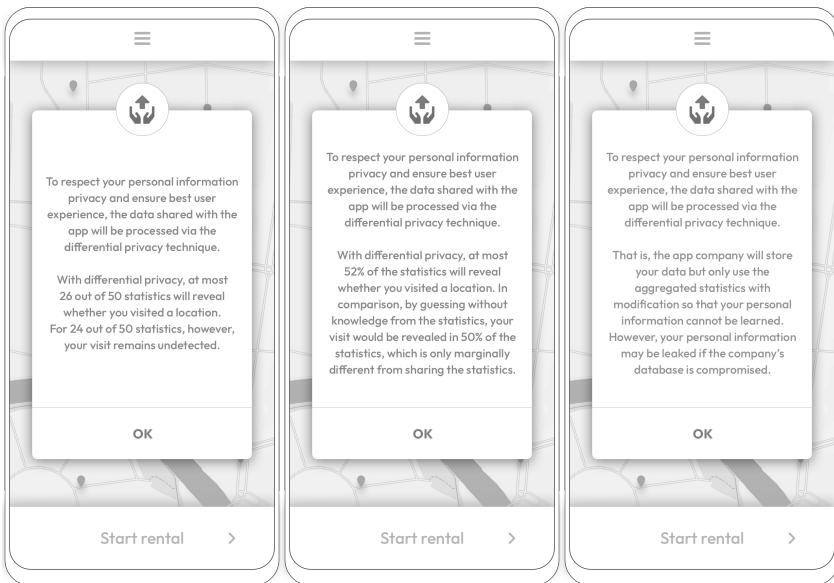 To respect your personal information
privacy and ensure best user
experience, the data shared with the
app will be processed via the
differential privacy technique.
With differential privacy, at most
26 out of 50 statistics will reveal
whether you visited a location.
For 24 out of 50 statistics, however,
your visit remains undetected.
OK
Start rental
To respect your personal information
privacy and ensure best user
experience, the data shared with the
app will be processed via the
differential privacy technique.
With differential privacy, at most
52% of the statistics will reveal
whether you visited a location. In
comparison, by guessing without
knowledge from the statistics, your
visit would be revealed in 50% of the
statistics, which is only marginally
different from sharing the statistics.
OK
Start rental
To respect your personal information
privacy and ensure best user
experience, the data shared with the
app will be processed via the
differential privacy technique.
That is, the app company will store
your data but only use the
aggregated statistics with
modification so that your personal
information cannot be learned.
However, your personal information
may be leaked if the company's
database is compromised.
OK
Start rental